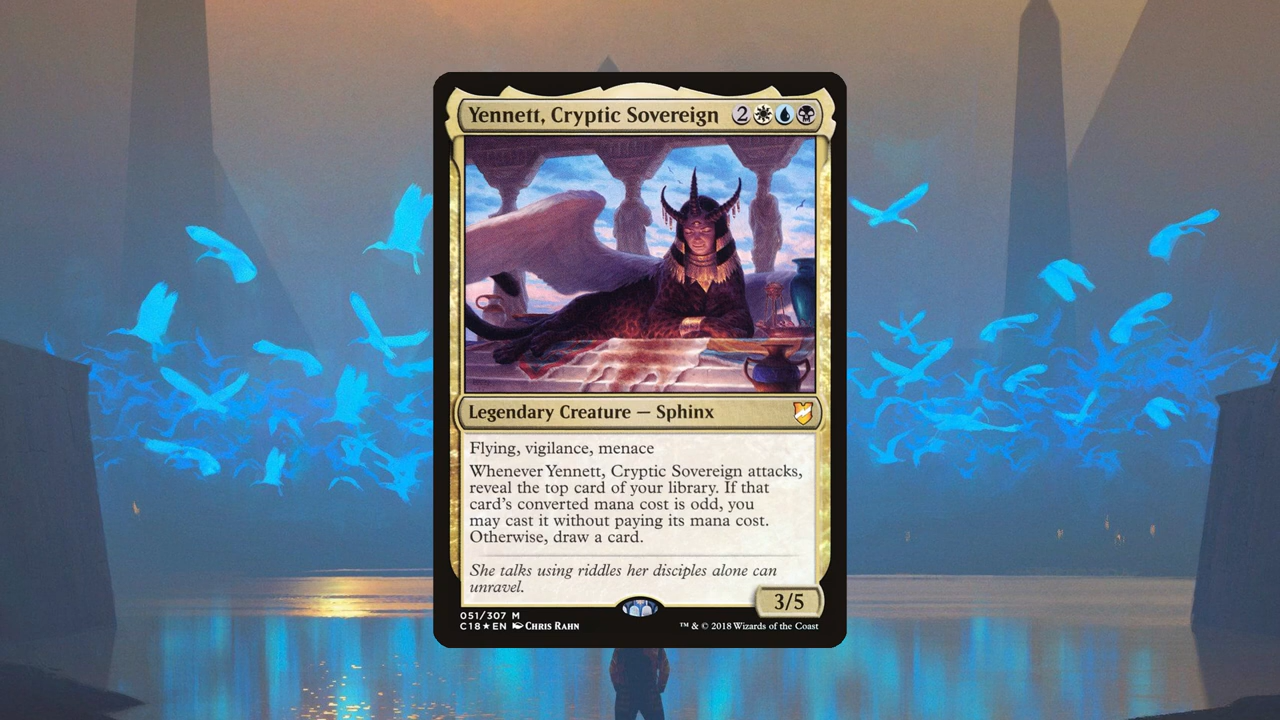 Yennett, Cryptic Sovereign 2
Legendary Creature — Sphinx
Flying, vigilance, menace
Whenever Yennett, Cryptic Sovereign attacks,
reveal the top card of your library. If that
card's converted mana cost is odd, you
may cast it without paying its mana cost.
Otherwise, draw a card.
She talks using riddles her disciples alone can
unravel.
3/5
051/307 M
C18★EN Chris Rahn
™ & © 2018 Wizards of the Coast